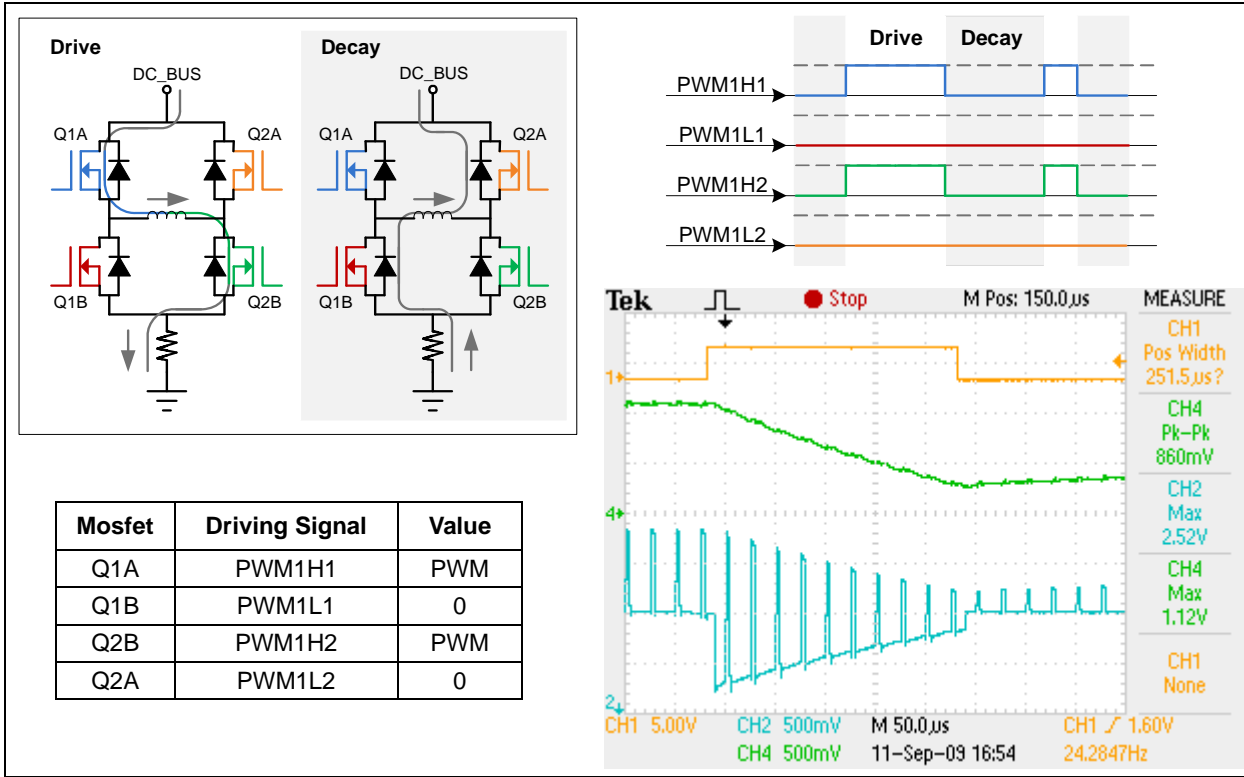 Drive
Decay
DC_BUS
DC_BUS
Q1A
Q2A
Q1A
Q2A
Q1B
Q2B
Q1B
Q2B
Drive Decay
PWM1H1
PWM1L1
PWM1H2
PWM1L2
Mosfet Driving Signal Value
Q1A PWM1H1 PWM
Q1B PWM1L1 0
Q2B PWM1H2 PWM
Q2A PWM1L2 0
Tek Stop M Pos: 150.0µs MEASURE
CH1
Pos Width
251.5µs?
CH4
Pk-Pk
860mV
CH2
Max
2.52V
CH4
Max
1.12V
CH1
None
1
4
2
CH1 5.00V CH2 500mV M 50.0µs CH1 / 1.60V
CH4 500mV 11-Sep-09 16:54 24.2847Hz